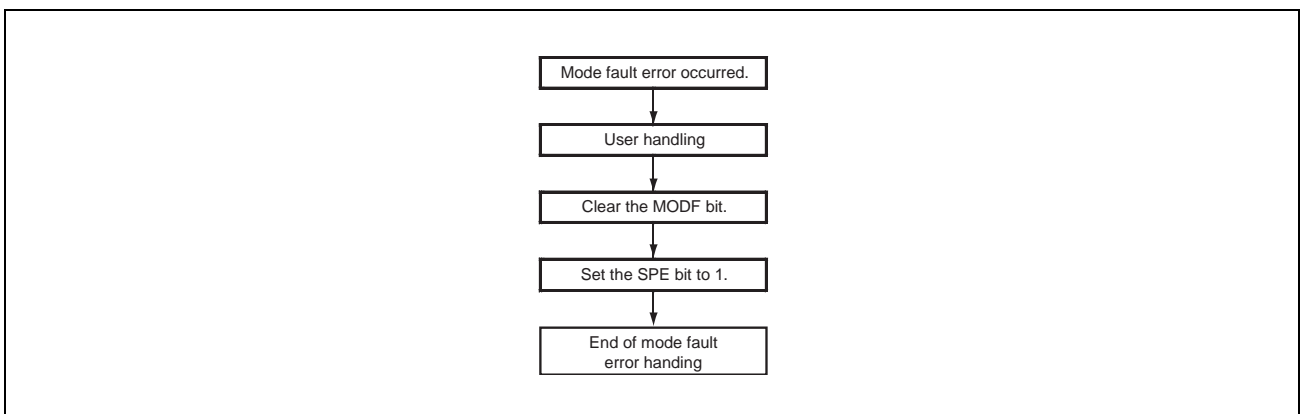 Mode fault error occurred.
User handling
Clear the MODF bit.
Set the SPE bit to 1.
End of mode fault
error handing